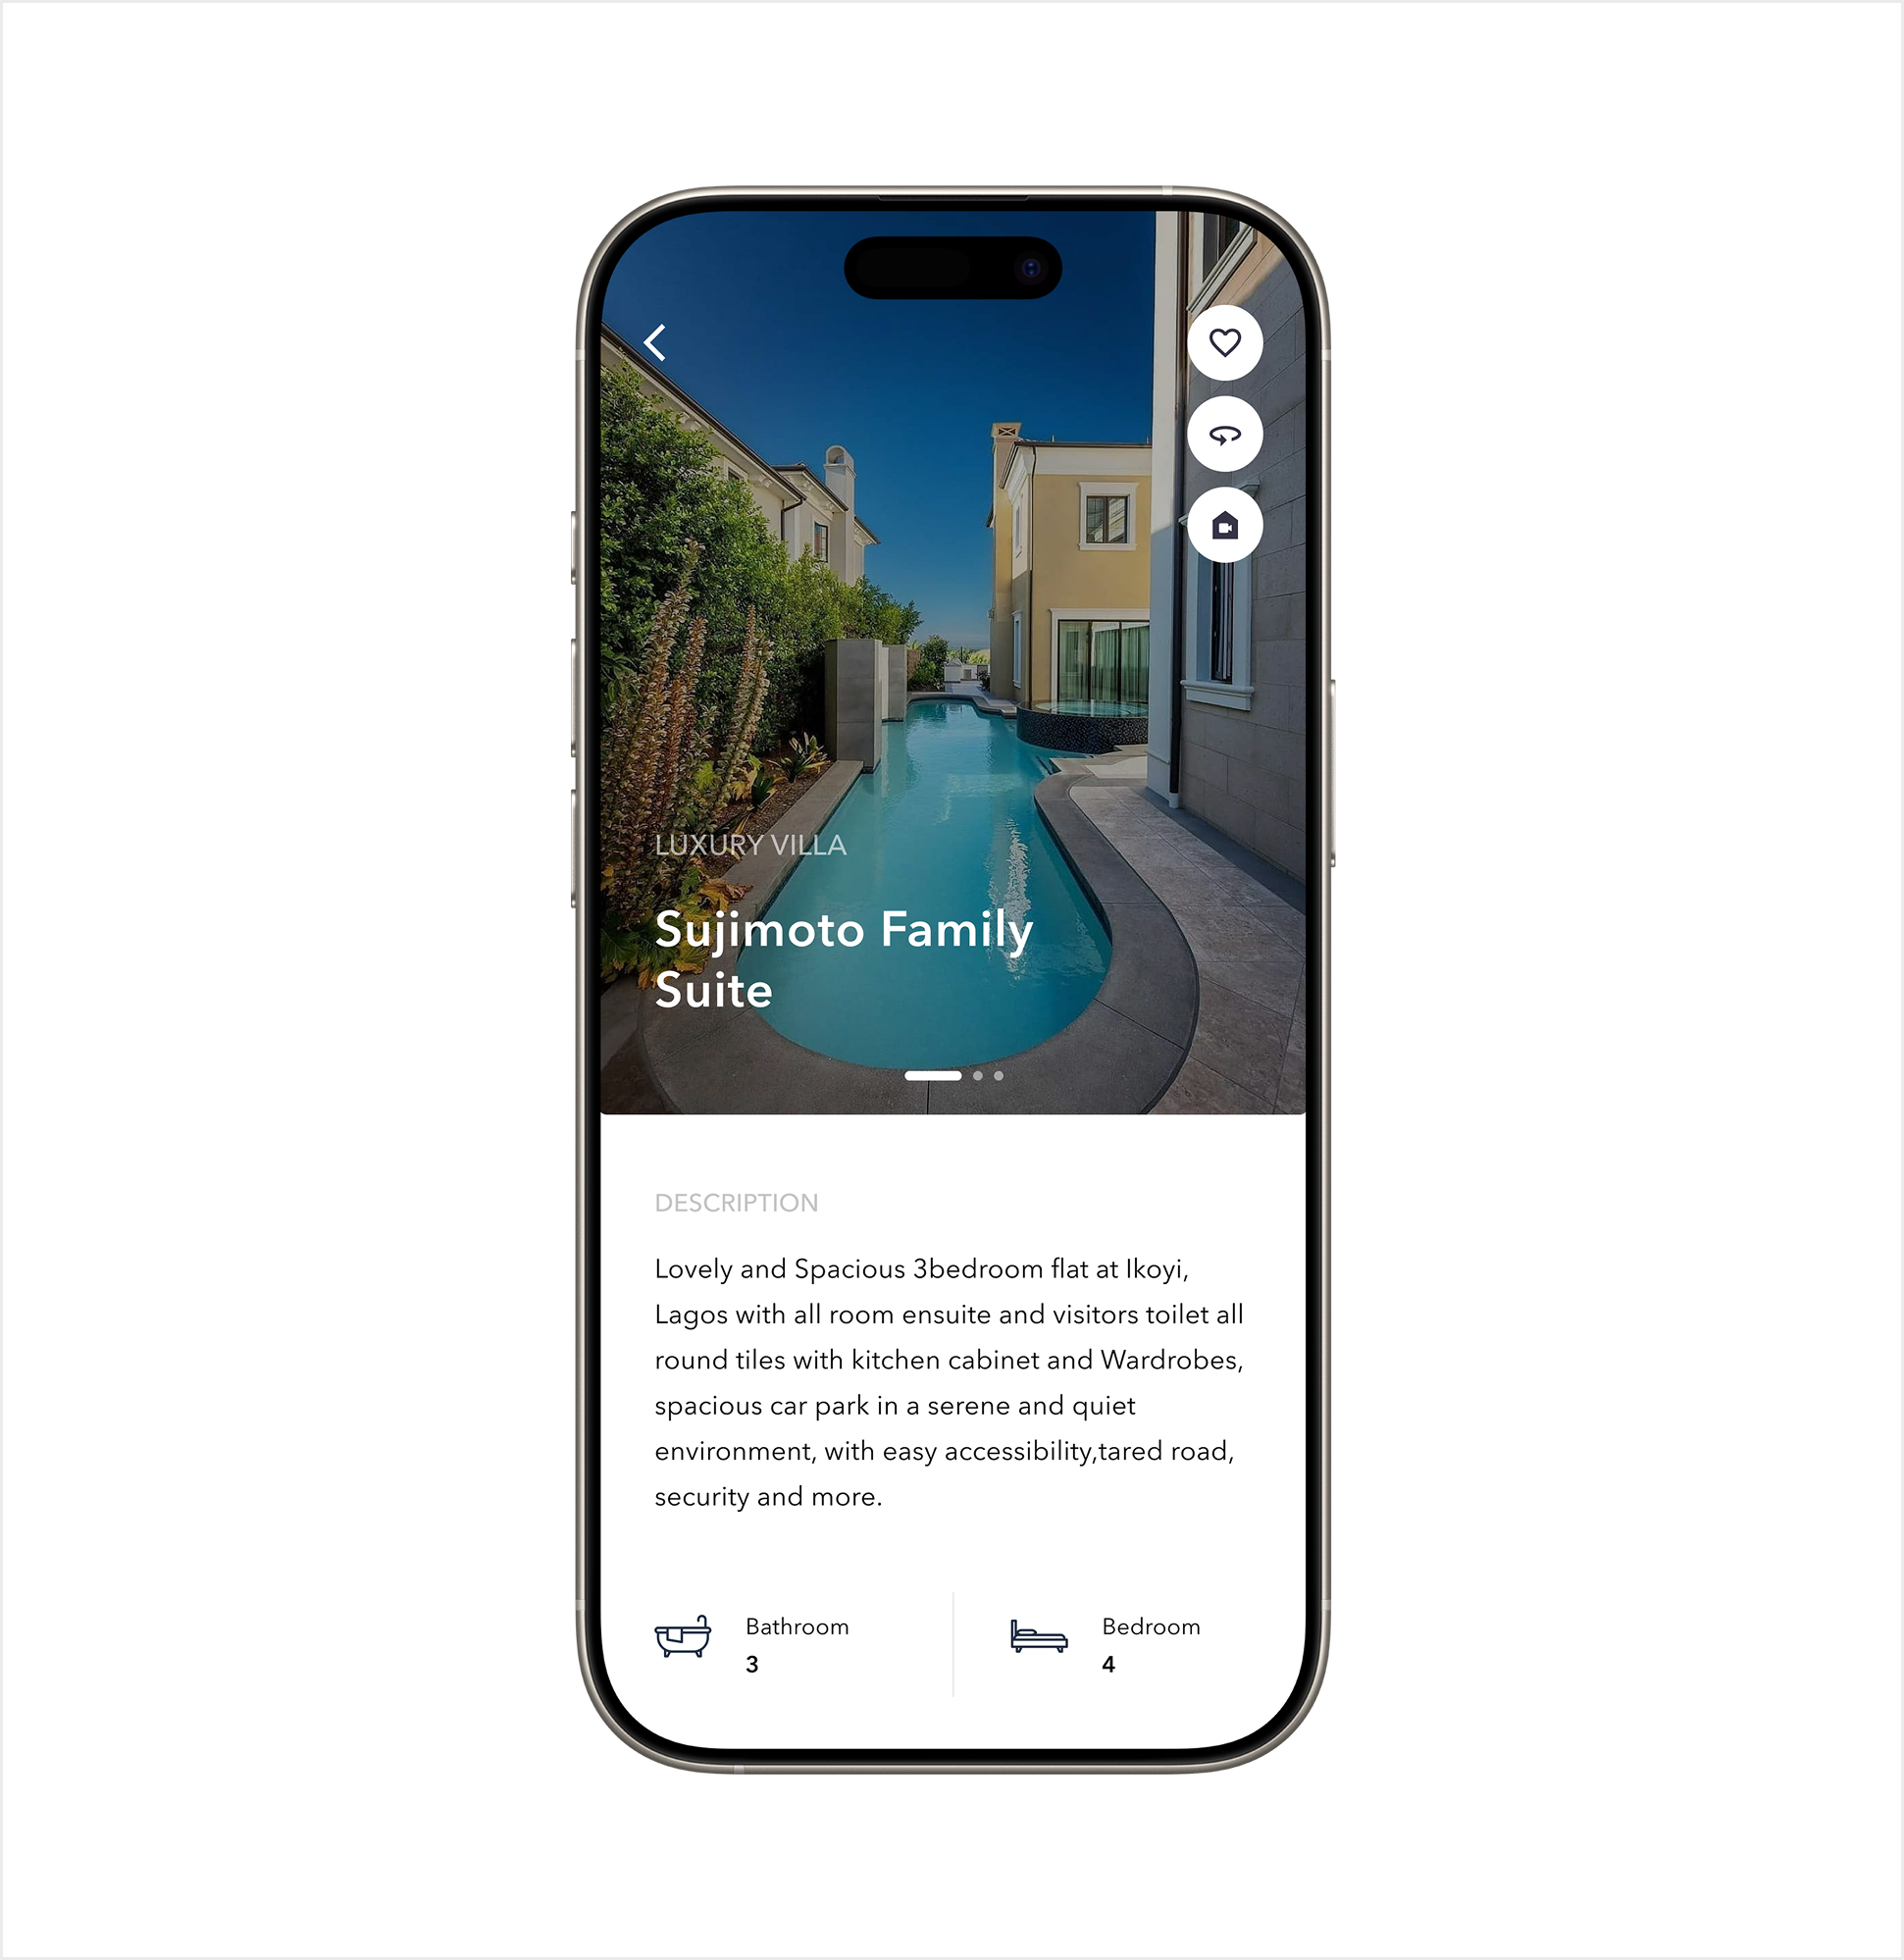 LUXURY VILLA
Sujimoto Family
Suite
DESCRIPTION
Lovely and Spacious 3bedroom flat at Ikoyi,
Lagos with all room ensuite and visitors toilet all
round tiles with kitchen cabinet and Wardrobes,
spacious car park in a serene and quiet
environment, with easy accessibility,tared road,
security and more.
Bathroom
3
Bedroom
4